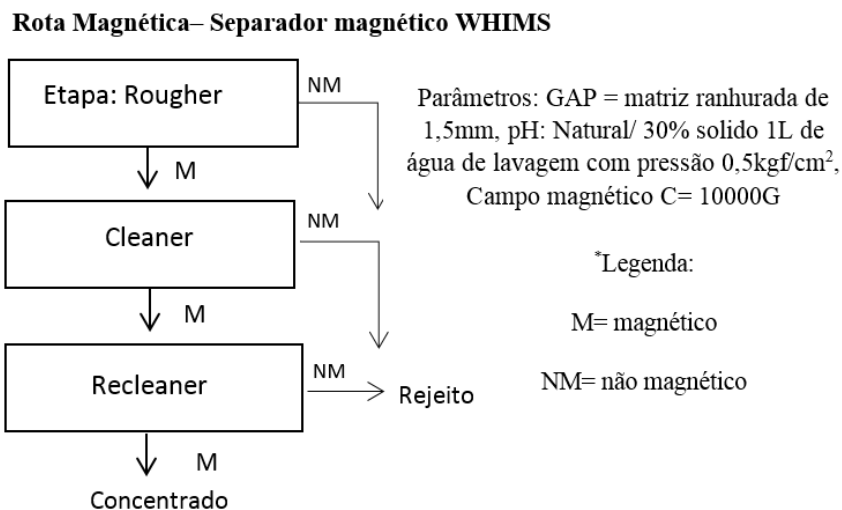 Rota Magnética– Separador magnético WHIMS
Etapa: Rougher
NM
Parâmetros: GAP = matriz ranhurada de
1,5mm, pH: Natural/ 30% solido 1L de
água de lavagem com pressão 0,5kgf/cm²,
Campo magnético C= 10000G
M
Cleaner
NM
*Legenda:
M
M= magnético
Recleaner
NM
Rejeito
NM= não magnético
M
Concentrado